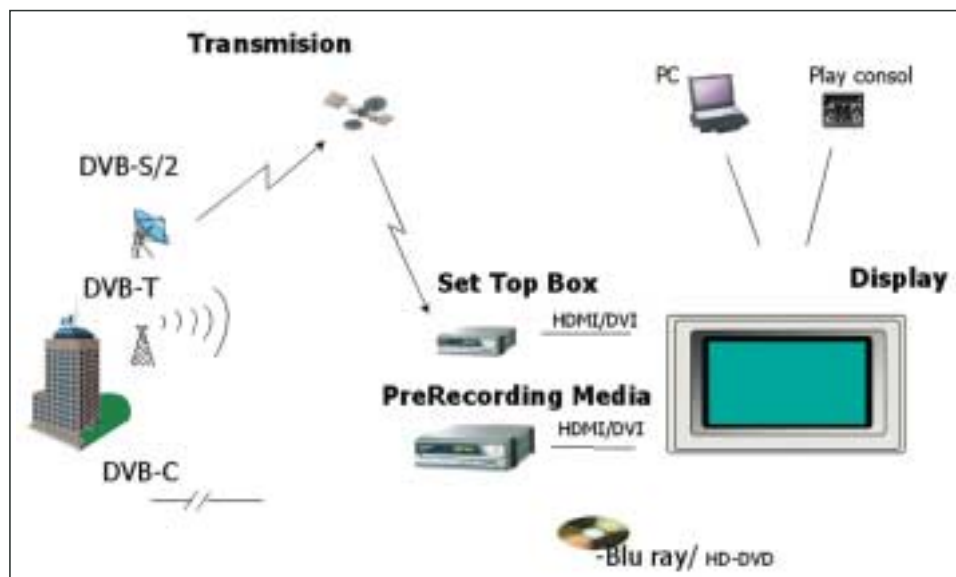 Transmision
PC
Play consol
DVB-S/2
DVB-T
Set Top Box
Display
HDMI/DVI
PreRecording Media
HDMI/DVI
DVB-C
-Blu ray/ HD-DVD